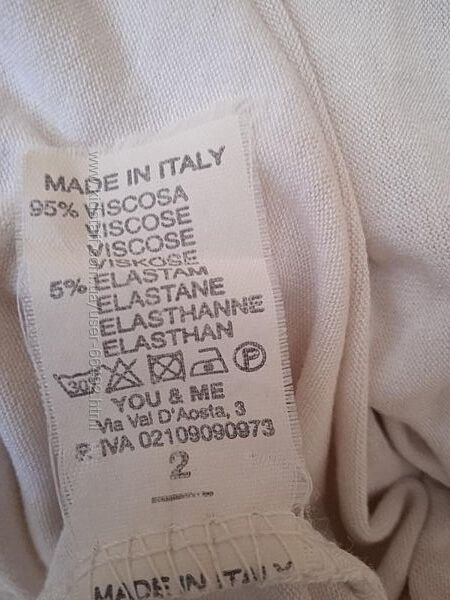 MADE IN ITALY
95% VISCOSA
VISCOSE
VISCOSE
VISKOSE
5% ELASTAM
ELASTANE
ELASTHANNE
ELASTHAN
30° P
YOU & ME
Via Val D'Aosta, 3
P. IVA 02109090973
2
MADE IN ITALY